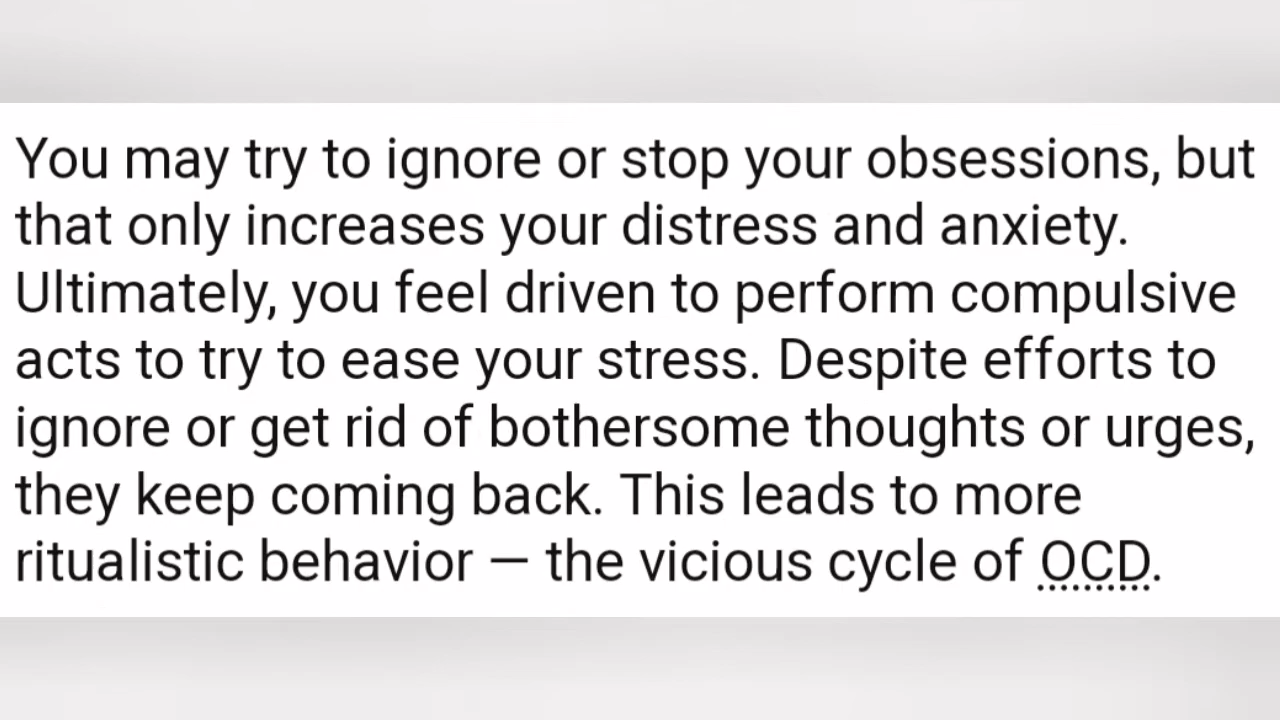 You may try to ignore or stop your obsessions, but
that only increases your distress and anxiety.
Ultimately, you feel driven to perform compulsive
acts to try to ease your stress. Despite efforts to
ignore or get rid of bothersome thoughts or urges,
they keep coming back. This leads to more
ritualistic behavior — the vicious cycle of OCD.